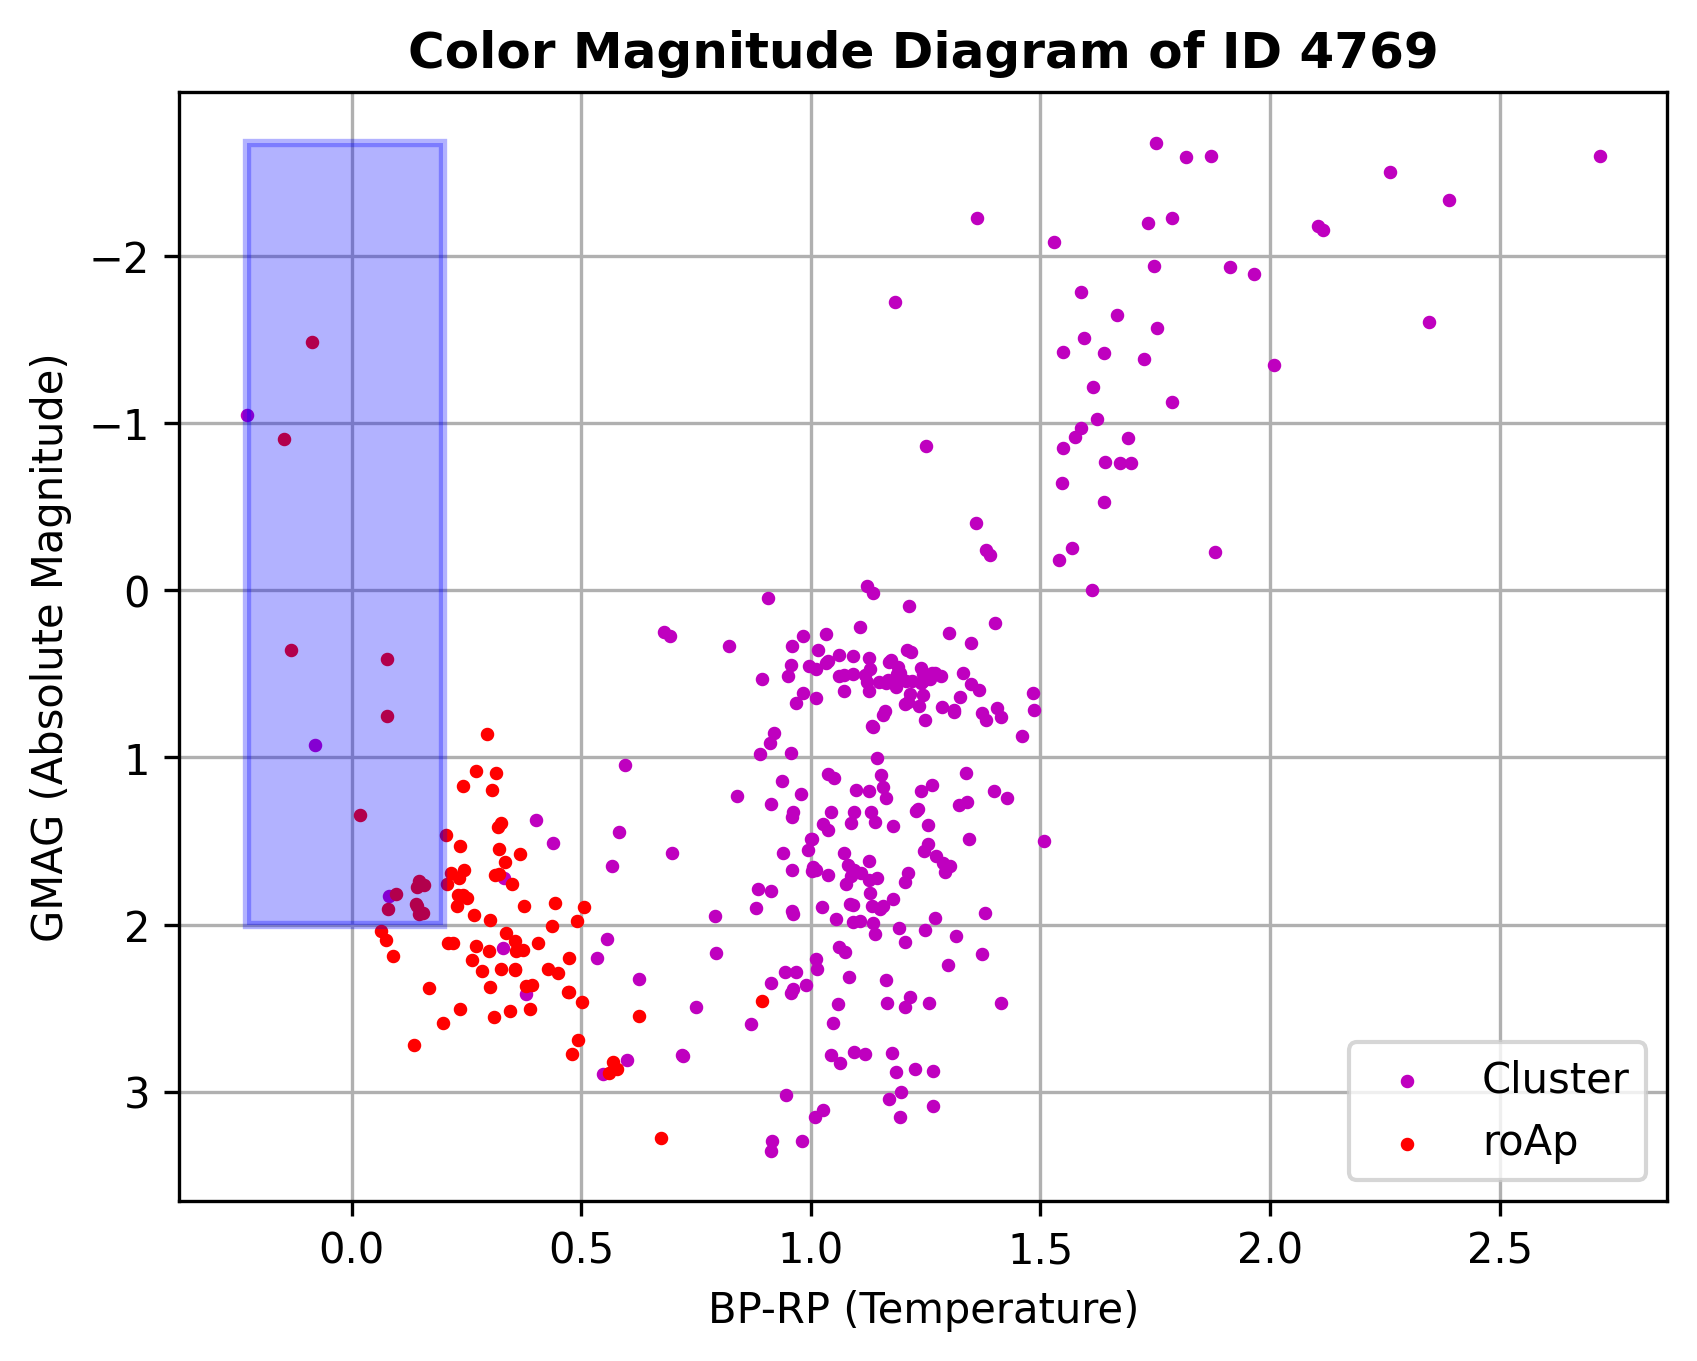 Color Magnitude Diagram of ID 4769
GMAG (Absolute Magnitude)
−2
−1
0
1
2
3
0.0 0.5 1.0 1.5 2.0 2.5
BP-RP (Temperature)
Cluster
roAp